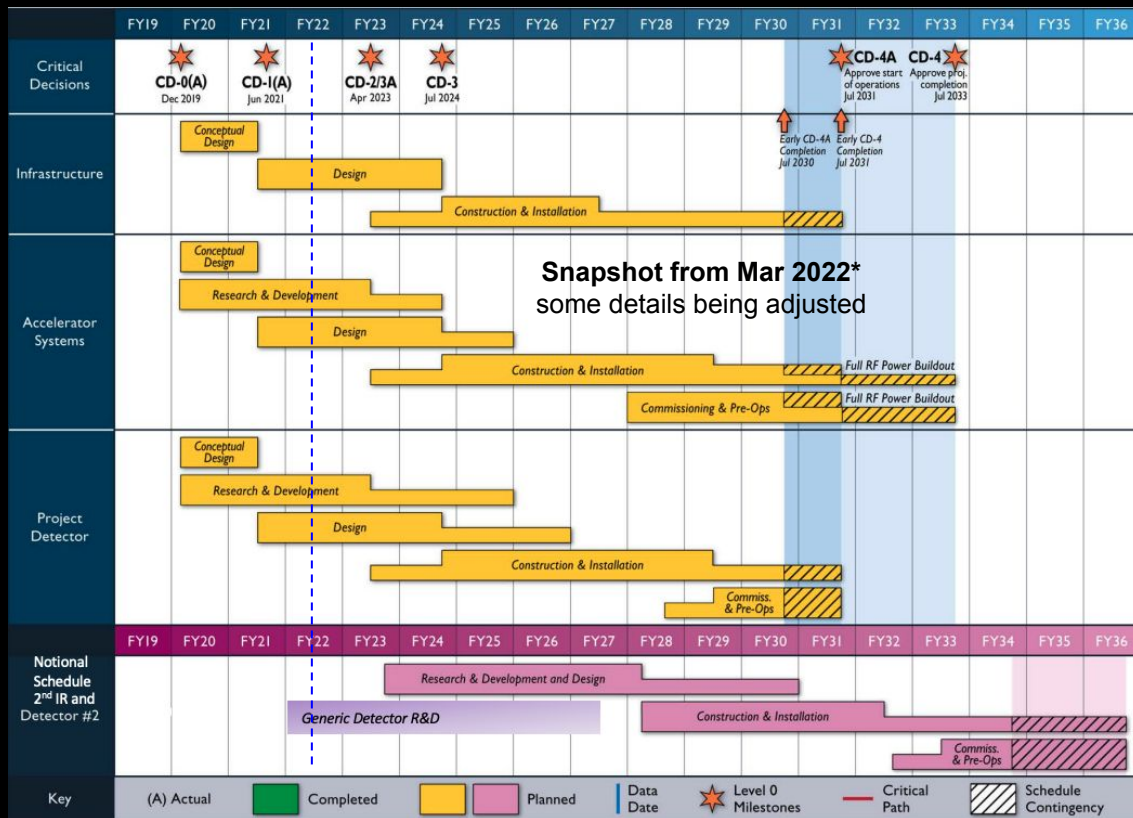 FY19 FY20 FY21 FY22 FY23 FY24 FY25 FY26 FY27 FY28 FY29 FY30 FY31 FY32 FY33 FY34 FY35 FY36
Critical
Decisions
CD-0(A)
Dec 2019
CD-1(A)
Jun 2021
CD-2/3A
Apr 2023
CD-3
Jul 2024
CD-4A
Approve start
of operations
Jul 2031
CD-4
Approve proj.
completion
Jul 2033
Early CD-4A
Completion
Jul 2030
Early CD-4
Completion
Jul 2031
Infrastructure
Conceptual
Design
Design
Construction & Installation
Snapshot from Mar 2022*
some details being adjusted
Accelerator
Systems
Conceptual
Design
Research & Development
Design
Construction & Installation
Full RF Power Buildout
Commissioning & Pre-Ops
Full RF Power Buildout
Project
Detector
Conceptual
Design
Research & Development
Design
Construction & Installation
Commiss.
& Pre-Ops
FY19 FY20 FY21 FY22 FY23 FY24 FY25 FY26 FY27 FY28 FY29 FY30 FY31 FY32 FY33 FY34 FY35 FY36
Notional
Schedule
2nd IR and
Detector #2
Research & Development and Design
Generic Detector R&D
Construction & Installation
Commiss.
& Pre-Ops
Key
(A) Actual
Completed
Planned
Data
Date
Level 0
Milestones
Critical
Path
Schedule
Contingency